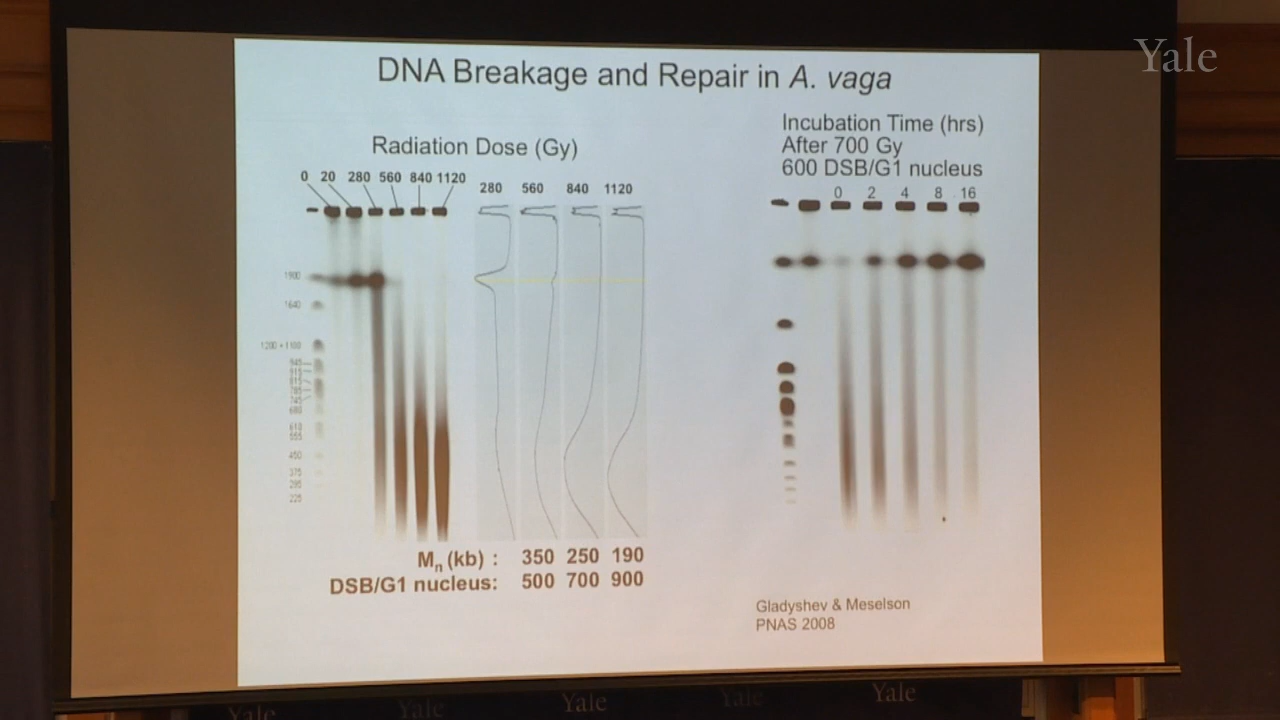 Yale
DNA Breakage and Repair in A. vaga
Radiation Dose (Gy)
0 20 280 560 840 1120
280 560 840 1120
1900
1640
1200 + 1100
945
915
815
785
745
680
610
555
450
375
295
225
Mn (kb) : 350 250 190
DSB/G1 nucleus: 500 700 900
Incubation Time (hrs)
After 700 Gy
600 DSB/G1 nucleus
0 2 4 8 16
Gladyshev & Meselson
PNAS 2008
Yale Yale Yale Yale Yale